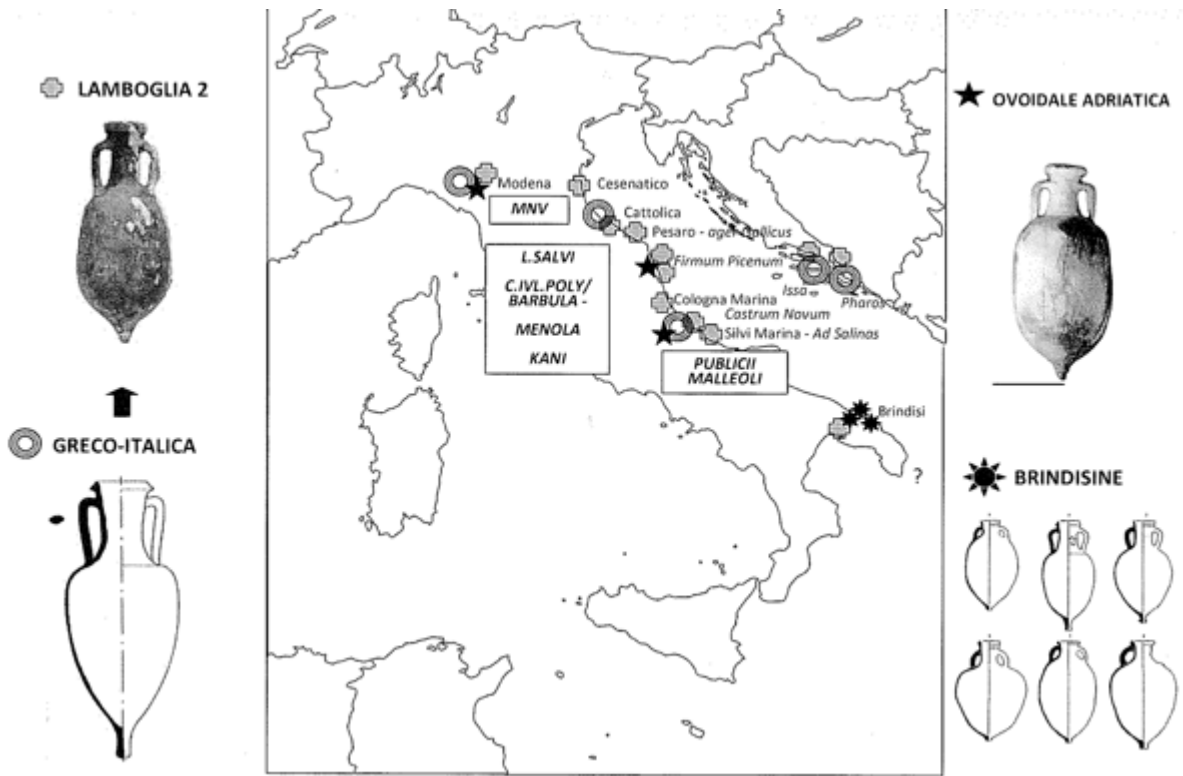 LAMBOGLIA 2
GRECO-ITALICA
Modena
MNV
Cesenatico
Cattolica
Pesaro - ager Gallicus
Firmum Picenum
L.SALVI
C.IVL.POLY/
BARBULA -
MENOLA
KANI
Cologna Marina
Castrum Novum
Silvi Marina - Ad Salinas
PUBLICII
MALLEOLI
Issa
Pharos
Brindisi
?
OVOIDALE ADRIATICA
BRINDISINE